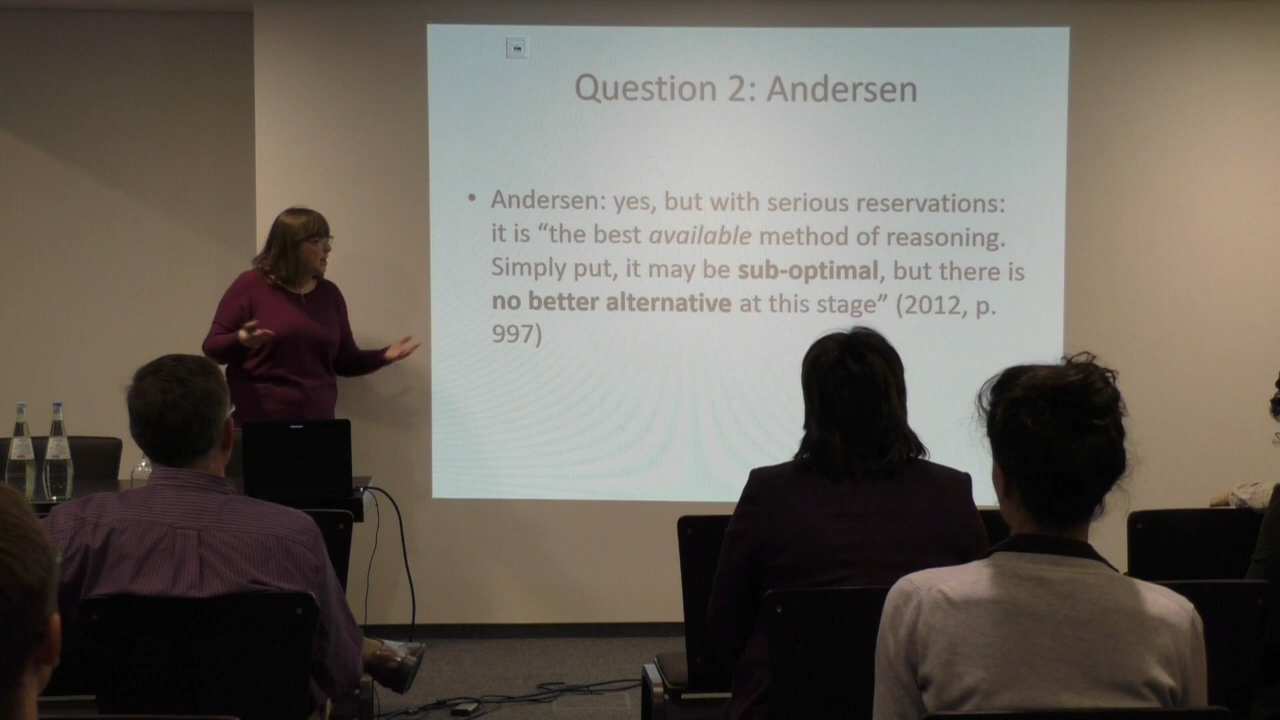 Question 2: Andersen
• Andersen: yes, but with serious reservations:
it is “the best available method of reasoning.
Simply put, it may be sub-optimal, but there is
no better alternative at this stage” (2012, p.
997)